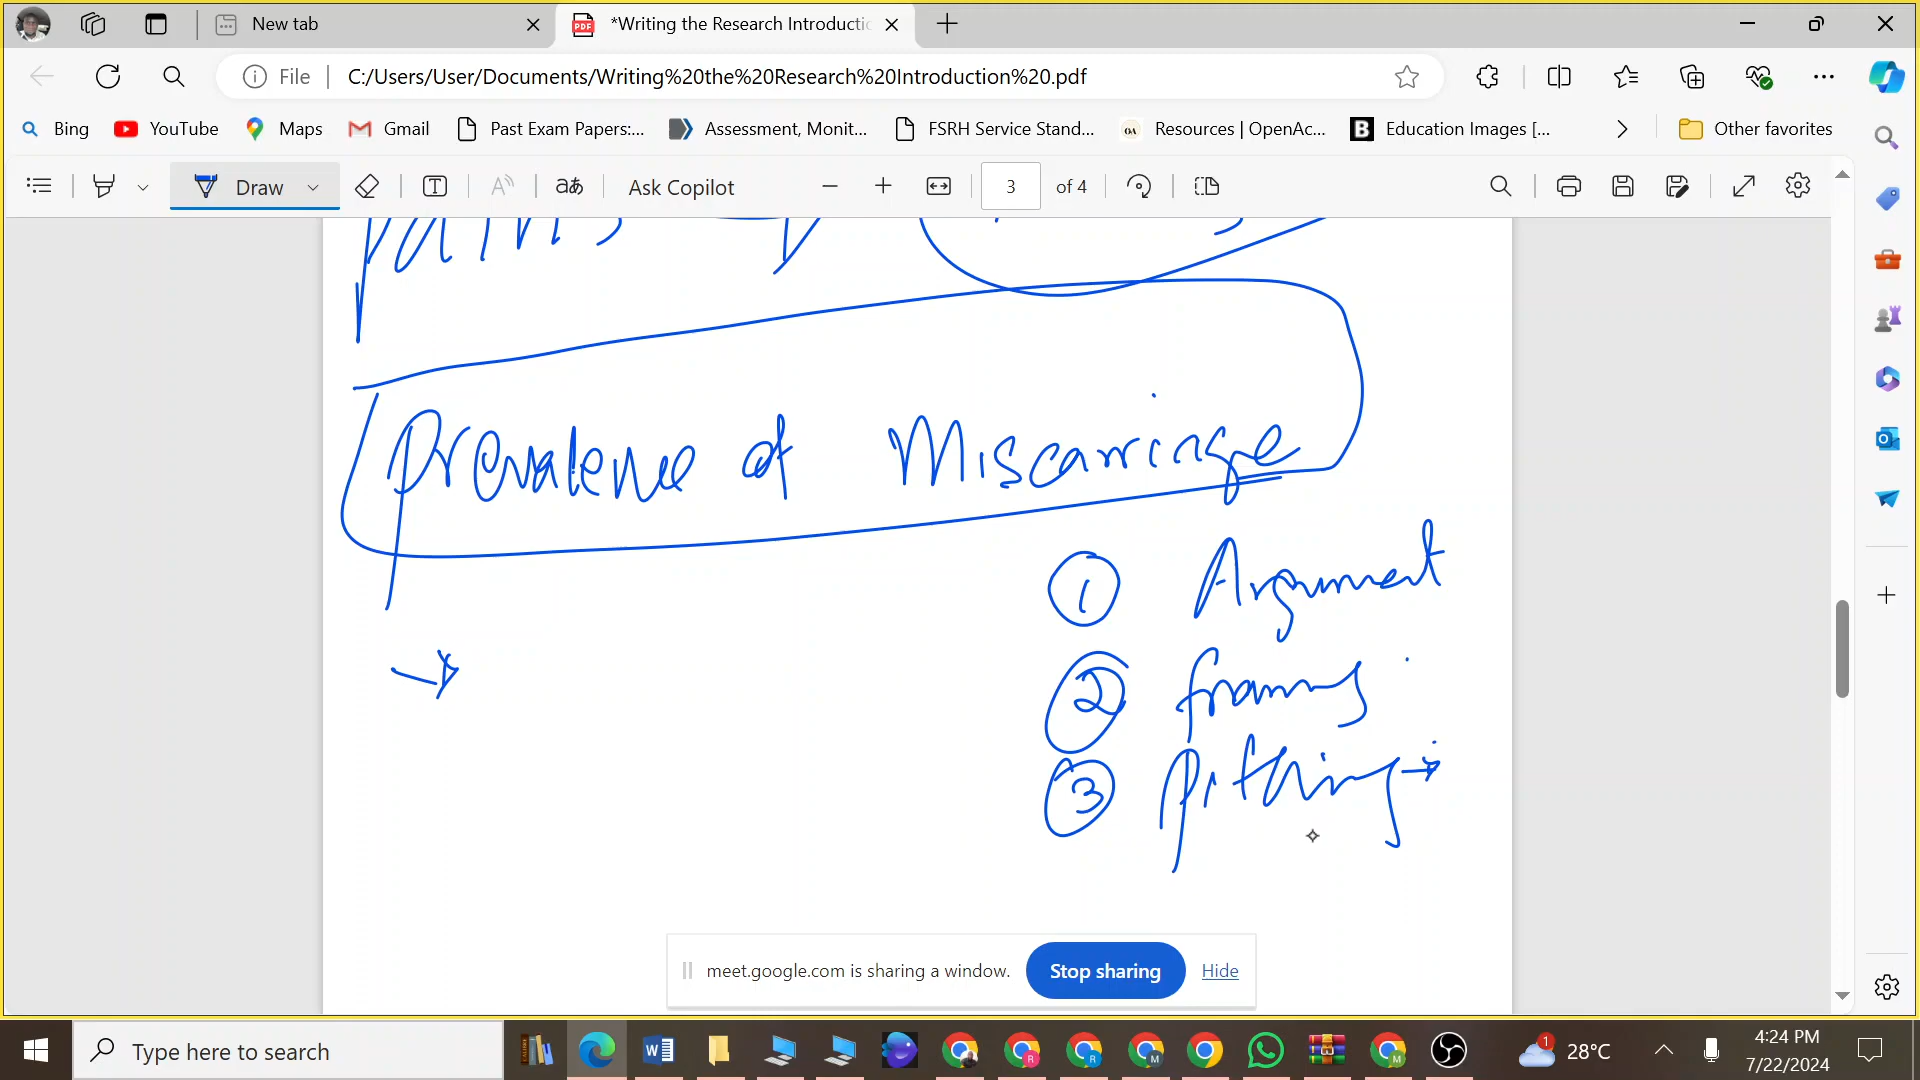 New tab
*Writing the Research Introductio
File
C:/Users/User/Documents/Writing%20the%20Research%20Introduction%20.pdf
Bing
YouTube
Maps
Gmail
Past Exam Papers:...
Assessment, Monit...
FSRH Service Stand...
Resources | OpenAc...
Education Images [...
Other favorites
Draw
Ask Copilot
3
of 4
Prevalence of Miscarriage
1 Argument
2 framing
3 pitching
meet.google.com is sharing a window.
Stop sharing
Hide
Type here to search
28°C
4:24 PM
7/22/2024